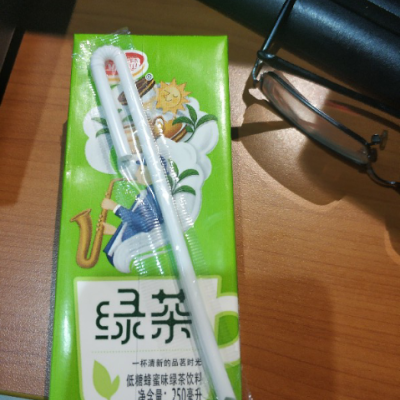 绿茶
一杯清新的品茗时光
低糖蜂蜜味绿茶饮料
净含量：250毫升